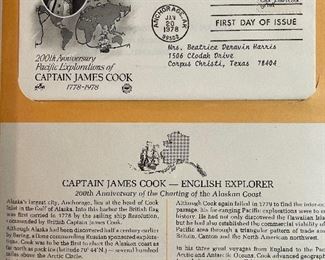 ANCHORAGE, AK
JAN
20
1978
99502
FIRST DAY OF ISSUE
200th Anniversary
Pacific Explorations of
CAPTAIN JAMES COOK
1778-1978
Mrs. Beatrice Deravin Harris
1506 Clodah Drive
Corpus Christi, Texas 78404
CAPTAIN JAMES COOK — ENGLISH EXPLORER
200th Anniversary of the Charting of the Alaskan Coast
Alaska's largest city, Anchorage, lies at the head of Cook
Inlet in the Gulf of Alaska. Into this harbor the British flag
was first carried in 1778 by the sailing ship Resolution,
commanded by British Captain James Cook.
Although Alaska had been discovered half a century earlier
by Bering, a Dane commanding Russian sponsored explorations,
Cook was to be the first to chart the Alaskan coast as
far north as pack ice (latitude 70° 44'N.) — several hundred
miles above the Arctic Circle.
Although Cook again failed in 1779 to find the inter-
passage, his far-ranging Pacific explorations were to
history. He had not only discovered the Hawaiian Islands
but he had also established the commercial viability of
Area through a triangular pattern of trade
Britain, Canton and the North American northwest.
In his three great voyages from England to the Pacific
Arctic and Antarctic Oceans, Cook advanced geographi